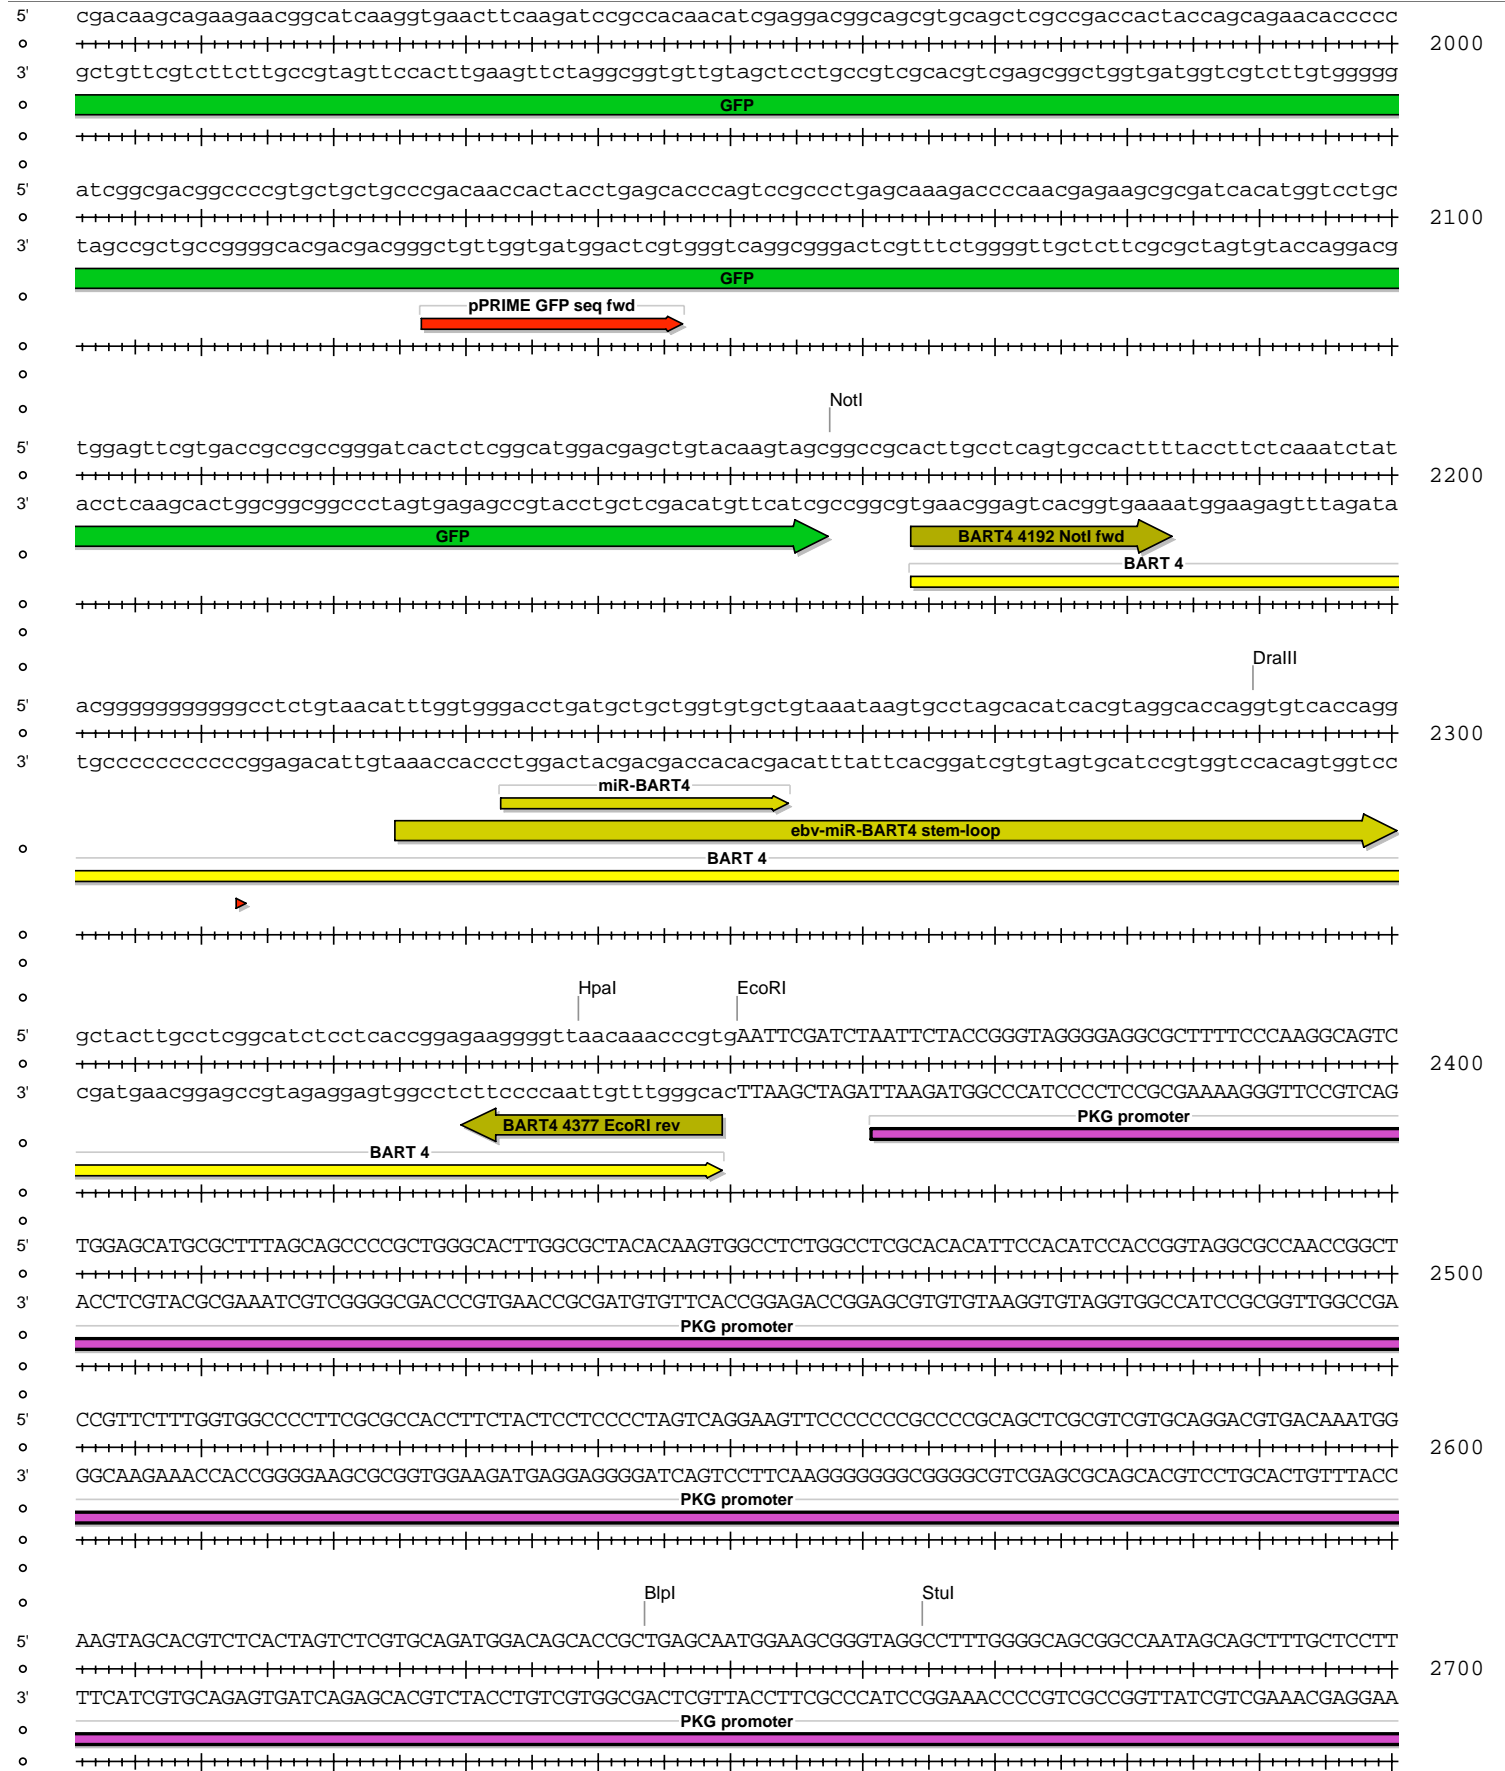 5' cgacaagcagaagaacggcatcaaggtgaacttcaagatccgccacaacatcgaggacggcagcgtgcagctcgccgaccactaccagcagaacaccccc
2000
3' gctgttcgtcttcttgccgtagttccacttgaagttctaggcggtgttgtagctcctgccgtcgcacgtcgagcggctggtgatggtcgtcttgtggggg
GFP
5' atcggcgacggccccgtgctgctgcccgacaaccactacctgagcacccagtccgccctgagcaaagaccccaacgagaagcgcgatcacatggtcctgc
2100
3' tagccgctgccggggcacgacgacgggctgttggtgatggactcgtgggtcaggcgggactcgtttctggggttgctcttcgcgctagtgtaccaggacg
GFP
pPRIME GFP seq fwd
NotI
5' tggagttcgtgaccgccgccgggatcactctcggcatggacgagctgtacaagtagcggccgcacttgcctcagtgccacttttaccttctcaaatctat
2200
3' acctcaagcactggcggcggccctagtgagagccgtacctgctcgacatgttcatcgccggcgtgaacggagtcacggtgaaaatggaagagtttagata
GFP
BART4 4192 NotI fwd
BART 4
DraIII
5' acggggggggggggcctctgtaacatttggtgggacctgatgctgctggtgtgctgtaaataagtgcctagcacatcacgtaggcaccaggtgtcaccagg
2300
3' tgcccccccccccggagacattgtaaaccaccctggactacgacgaccacacgacatttattcacggatcgtgtagtgcatccgtggtccacagtggtcc
miR-BART4
ebv-miR-BART4 stem-loop
BART 4
HpaI EcoRI
5' gctacttgcctcggcatctcctcaccggagaaggggttaacaaacccgtgAATTCGATCTAATTCTACCGGGTAGGGGAGGCGCTTTTCCCAAGGCAGTC
2400
3' cgatgaacggagccgtagaggagtggcctcttccccaattgtttgggcacTTAAGCTAGATTAAGATGGCCCATCCCCTCCGCGAAAAGGGTTCCGTCAG
BART4 4377 EcoRI rev
PKG promoter
BART 4
5' TGGAGCATGCGCTTTAGCAGCCCCGCTGGGCACTTGGCGCTACACAAGTGGCCTCTGGCCTCGCACACATTCCACATCCACCGGTAGGCGCCAACCGGCT
2500
3' ACCTCGTACGCGAAATCGTCGGGGCGACCCGTGAACCGCGATGTGTTCACCGGAGACCGGAGCGTGTGTAAGGTGTAGGTGGCCATCCGCGGTTGGCCGA
PKG promoter
5' CCGTTCTTTGGTGGCCCCTTCGCGCCACCTTCTACTCCTCCCCTAGTCAGGAAGTTCCCCCCCGCCCCGCAGCTCGCGTCGTGCAGGACGTGACAAATGG
2600
3' GGCAAGAAACCACCGGGGAAGCGCGGTGGAAGATGAGGAGGGGATCAGTCCTTCAAGGGGGGGCGGGGCGTCGAGCGCAGCACGTCCTGCACTGTTTACC
PKG promoter
BlpI StuI
5' AAGTAGCACGTCTCACTAGTCTCGTGCAGATGGACAGCACCGCTGAGCAATGGAAGCGGGTAGGCCTTTGGGGCAGCGGCCAATAGCAGCTTTGCTCCTT
2700
3' TTCATCGTGCAGAGTGATCAGAGCACGTCTACCTGTCGTGGCGACTCGTTACCTTCGCCCATCCGGAAACCCCGTCGCCGGTTATCGTCGAAACGAGGAA
PKG promoter